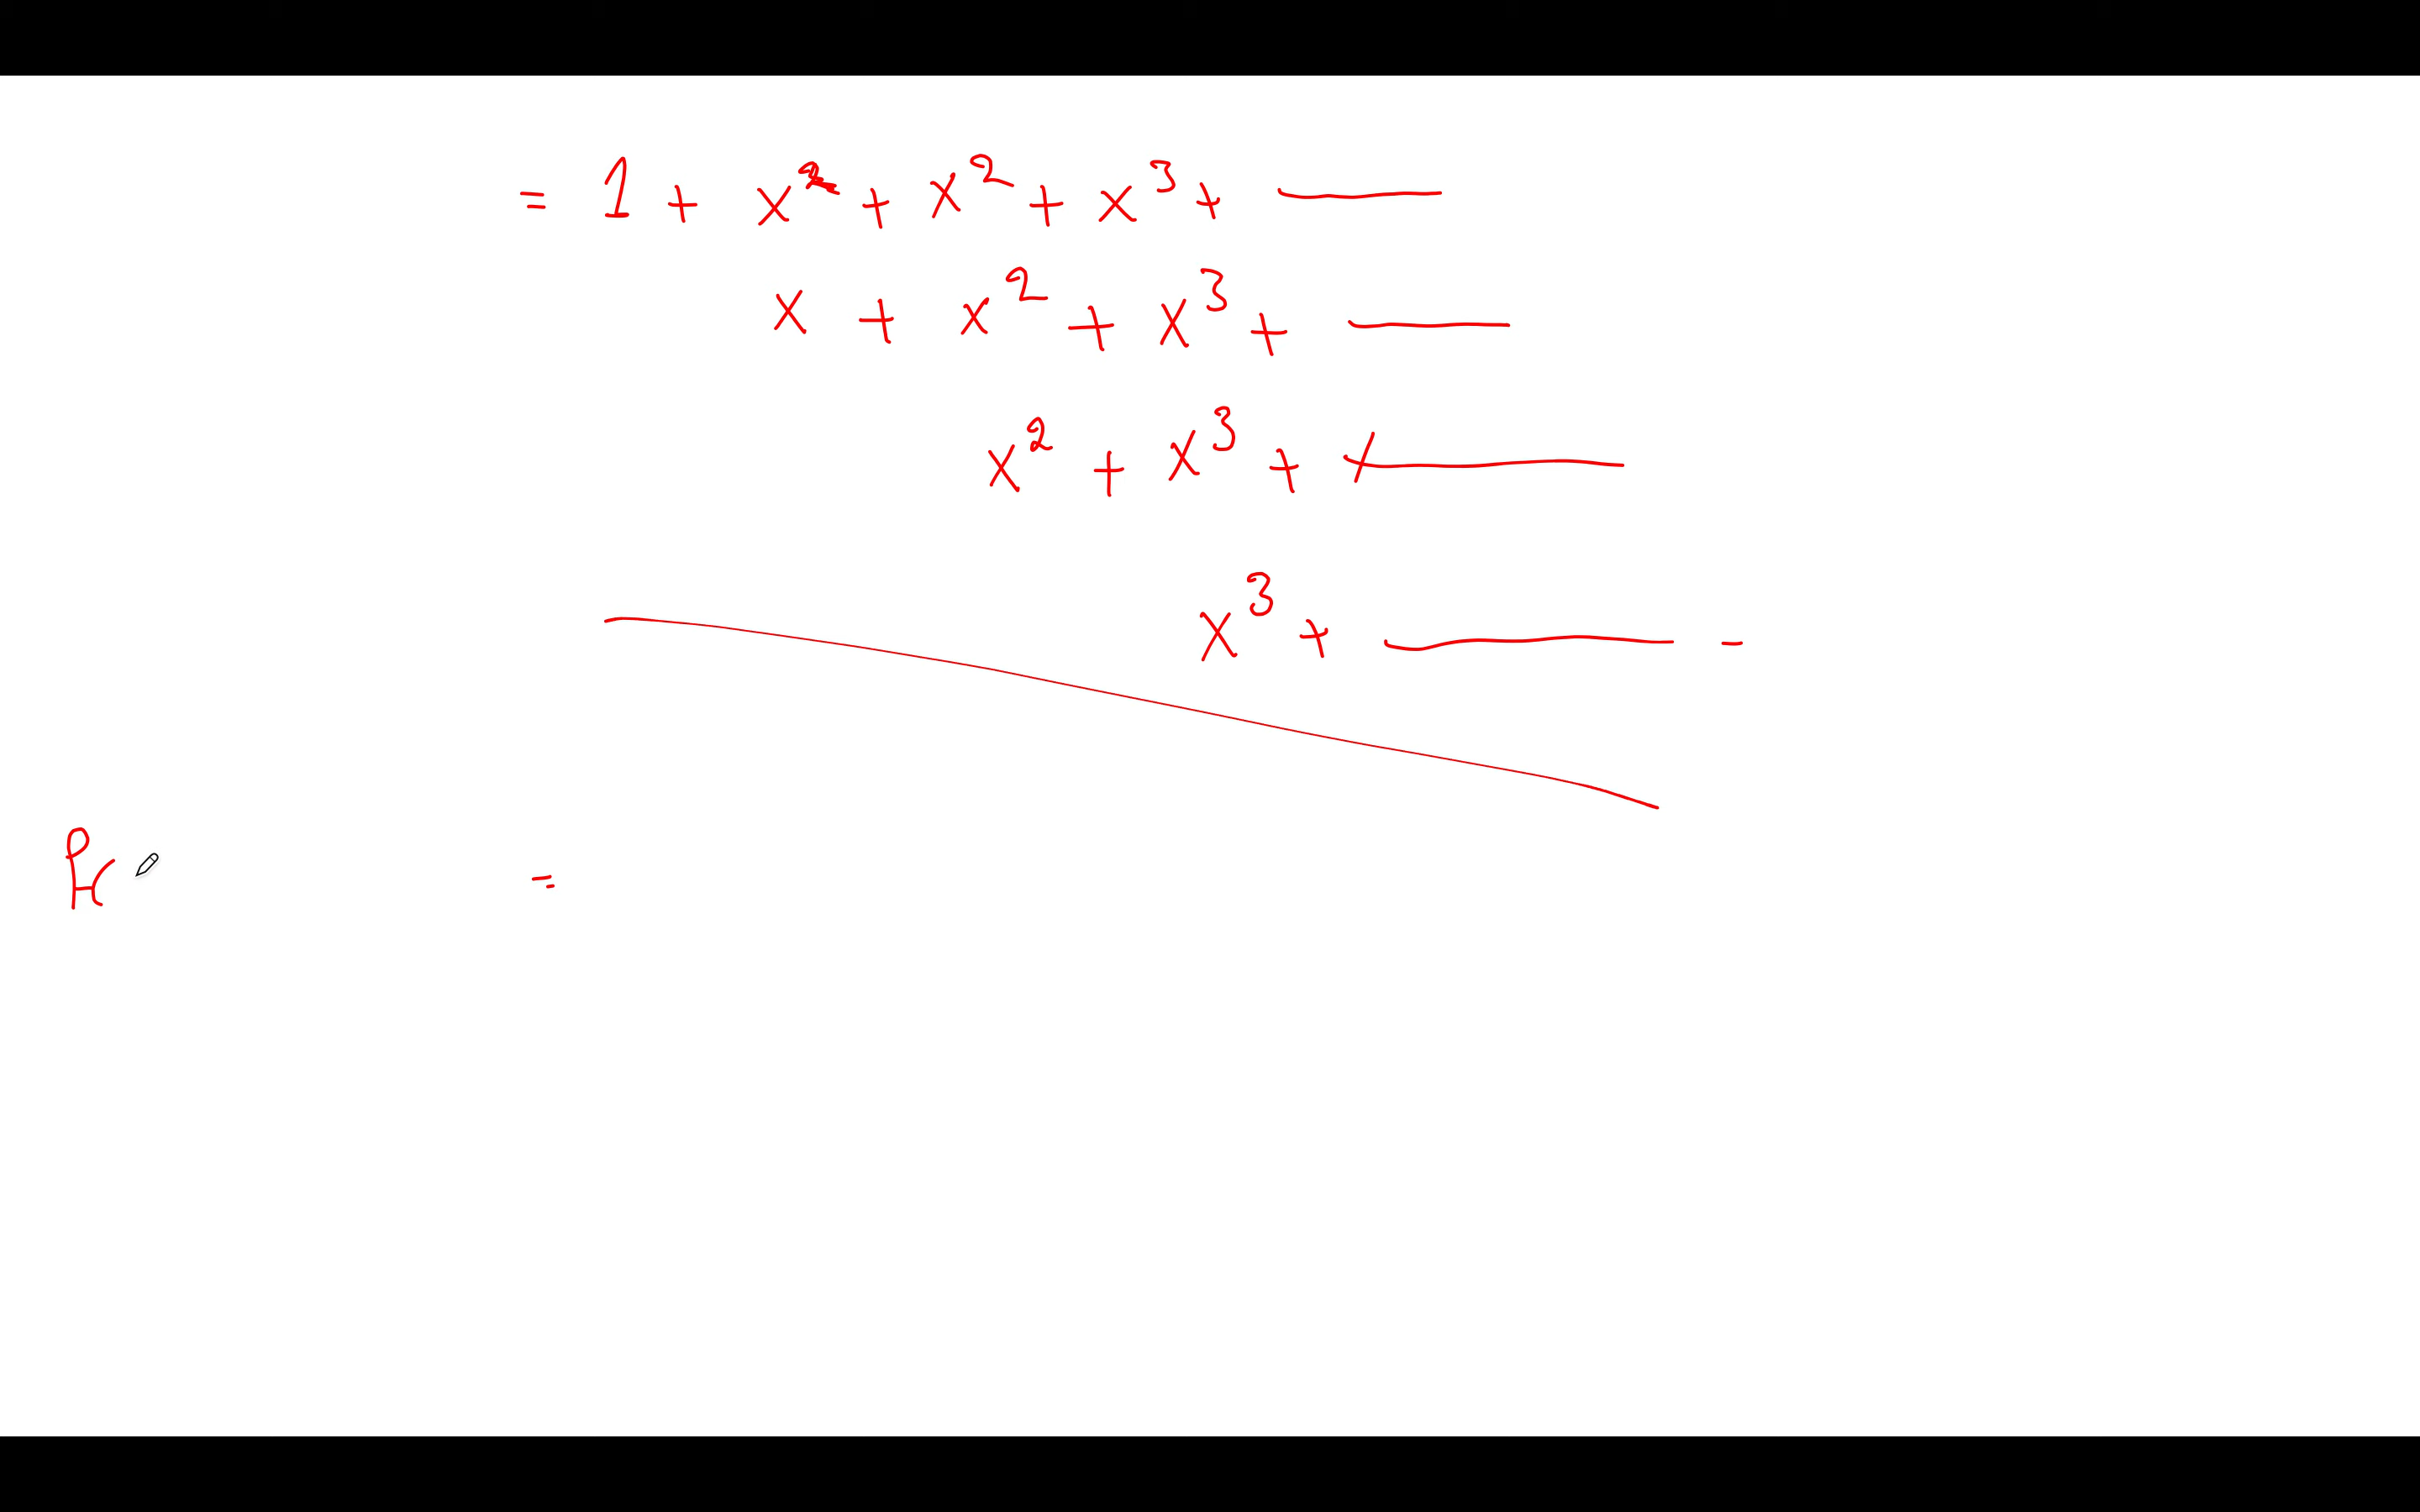 = 1 + x + x² + x³ + ———
x + x² + x³ + ———
x² + x³ + + ———
x³ + ——— -
=